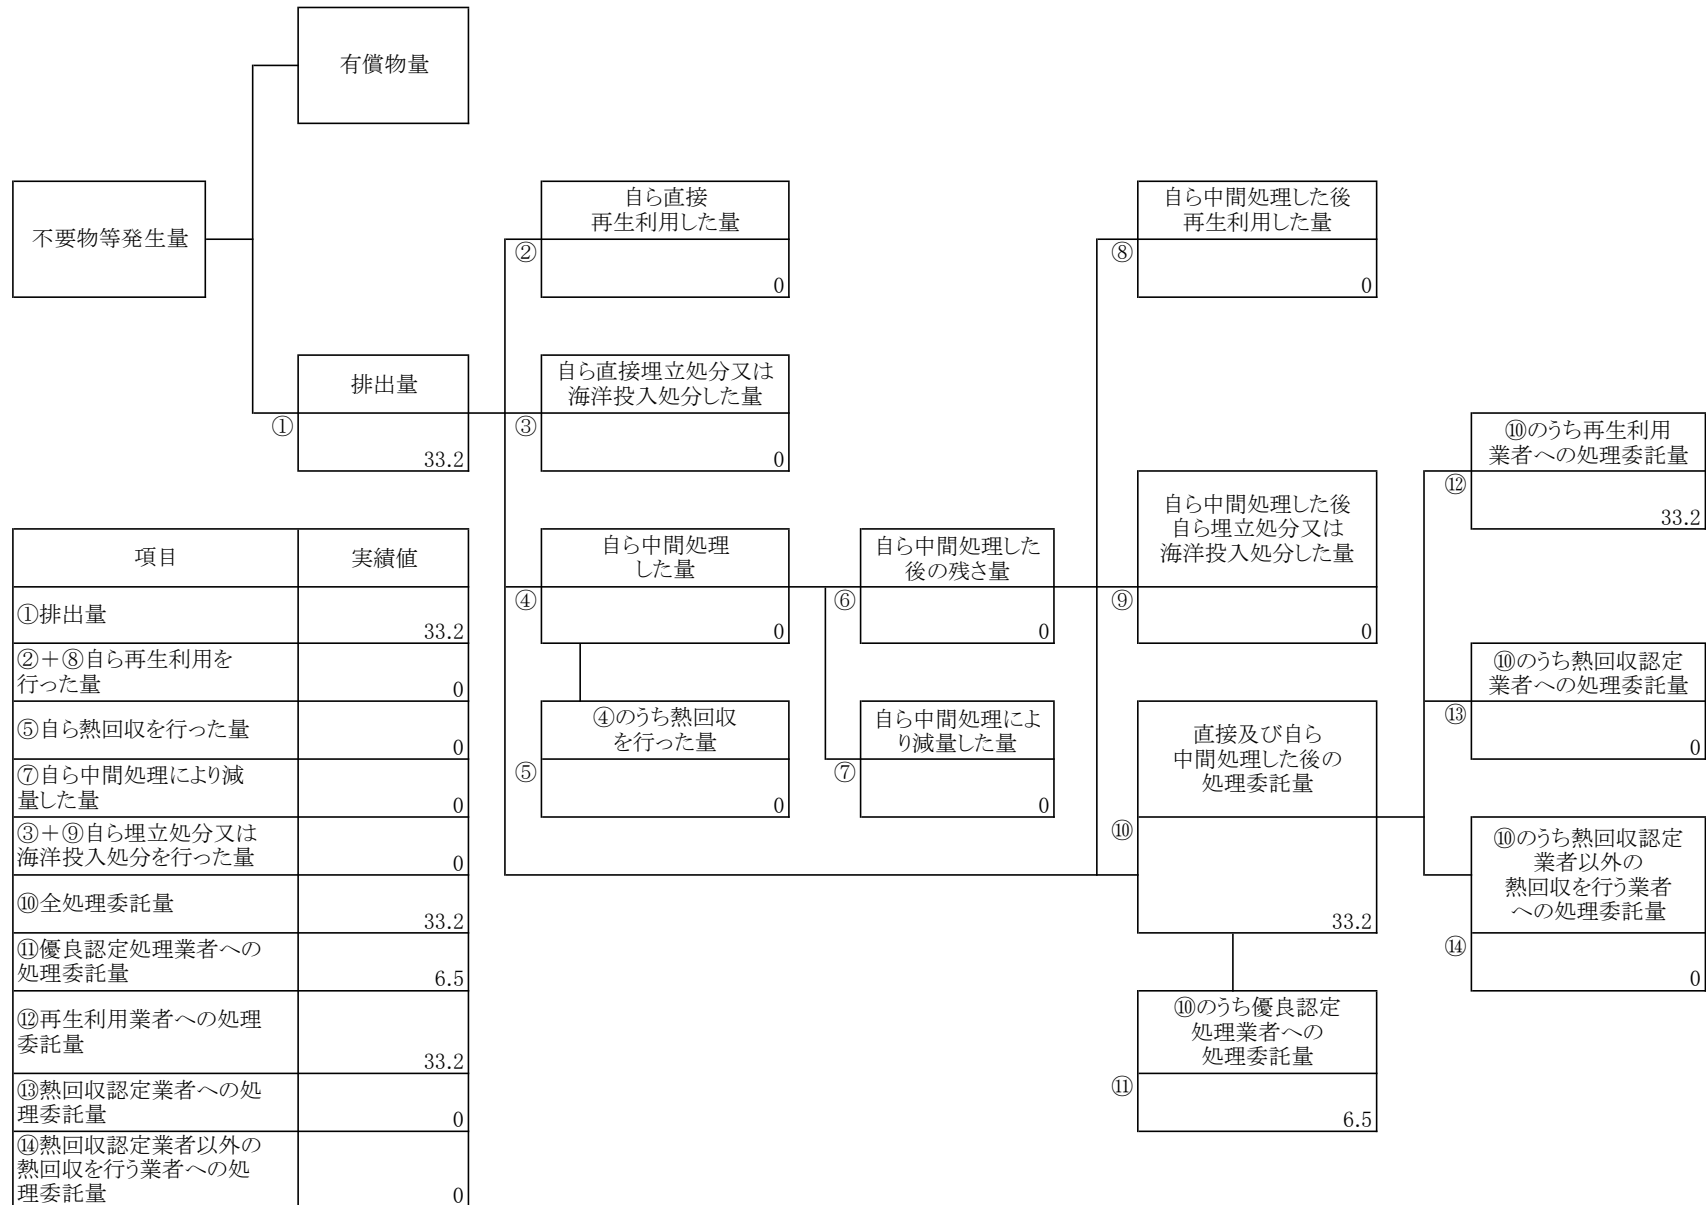 有償物量
不要物等発生量
自ら直接
再生利用した量
②
0
自ら中間処理した後
再生利用した量
⑧
0
排出量
①
33.2
自ら直接埋立処分又は
海洋投入処分した量
③
0
⑩のうち再生利用
業者への処理委託量
⑫
33.2
自ら中間処理
した量
④
0
自ら中間処理した
後の残さ量
⑥
0
自ら中間処理した後
自ら埋立処分又は
海洋投入処分した量
⑨
0
⑩のうち熱回収認定
業者への処理委託量
⑬
0
④のうち熱回収
を行った量
⑤
0
自ら中間処理によ
り減量した量
⑦
0
直接及び自ら
中間処理した後の
処理委託量
⑩
33.2
⑩のうち熱回収認定
業者以外の
熱回収を行う業者
への処理委託量
⑭
0
⑩のうち優良認定
処理業者への
処理委託量
⑪
6.5
項目 実績値
①排出量 33.2
②+⑧自ら再生利用を
行った量 0
⑤自ら熱回収を行った量 0
⑦自ら中間処理により減
量した量 0
③+⑨自ら埋立処分又は
海洋投入処分を行った量 0
⑩全処理委託量 33.2
⑪優良認定処理業者への
処理委託量 6.5
⑫再生利用業者への処理
委託量 33.2
⑬熱回収認定業者への処
理委託量 0
⑭熱回収認定業者以外の
熱回収を行う業者への処
理委託量 0